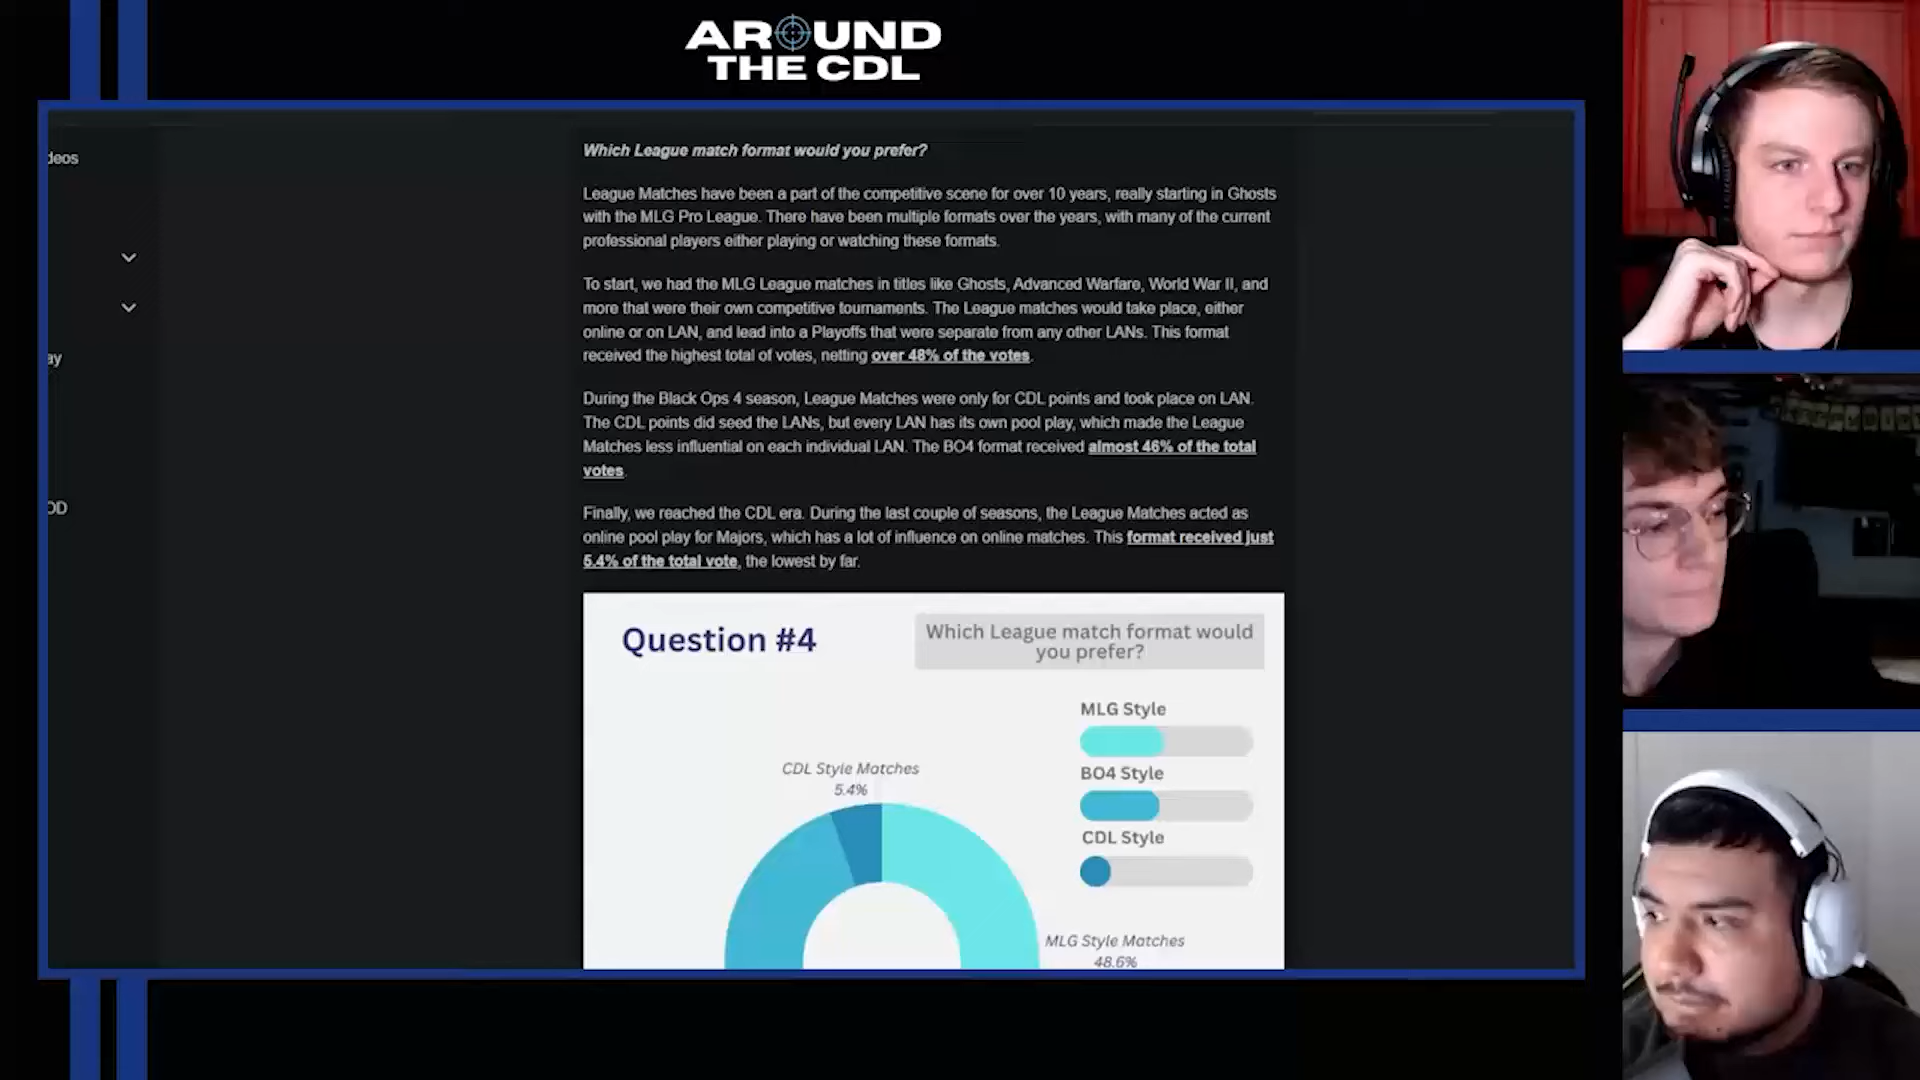 AROUND
THE CDL
deos
ay
OD
Which League match format would you prefer?
League Matches have been a part of the competitive scene for over 10 years, really starting in Ghosts
with the MLG Pro League. There have been multiple formats over the years, with many of the current
professional players either playing or watching these formats.
To start, we had the MLG League matches in titles like Ghosts, Advanced Warfare, World War II, and
more that were their own competitive tournaments. The League matches would take place, either
online or on LAN, and lead into a Playoffs that were separate from any other LANs. This format
received the highest total of votes, netting over 48% of the votes.
During the Black Ops 4 season, League Matches were only for CDL points and took place on LAN.
The CDL points did seed the LANs, but every LAN has its own pool play, which made the League
Matches less influential on each individual LAN. The BO4 format received almost 46% of the total
votes.
Finally, we reached the CDL era. During the last couple of seasons, the League Matches acted as
online pool play for Majors, which has a lot of influence on online matches. This format received just
5.4% of the total vote, the lowest by far.
Question #4
Which League match format would
you prefer?
MLG Style
BO4 Style
CDL Style
CDL Style Matches
5.4%
MLG Style Matches
48.6%